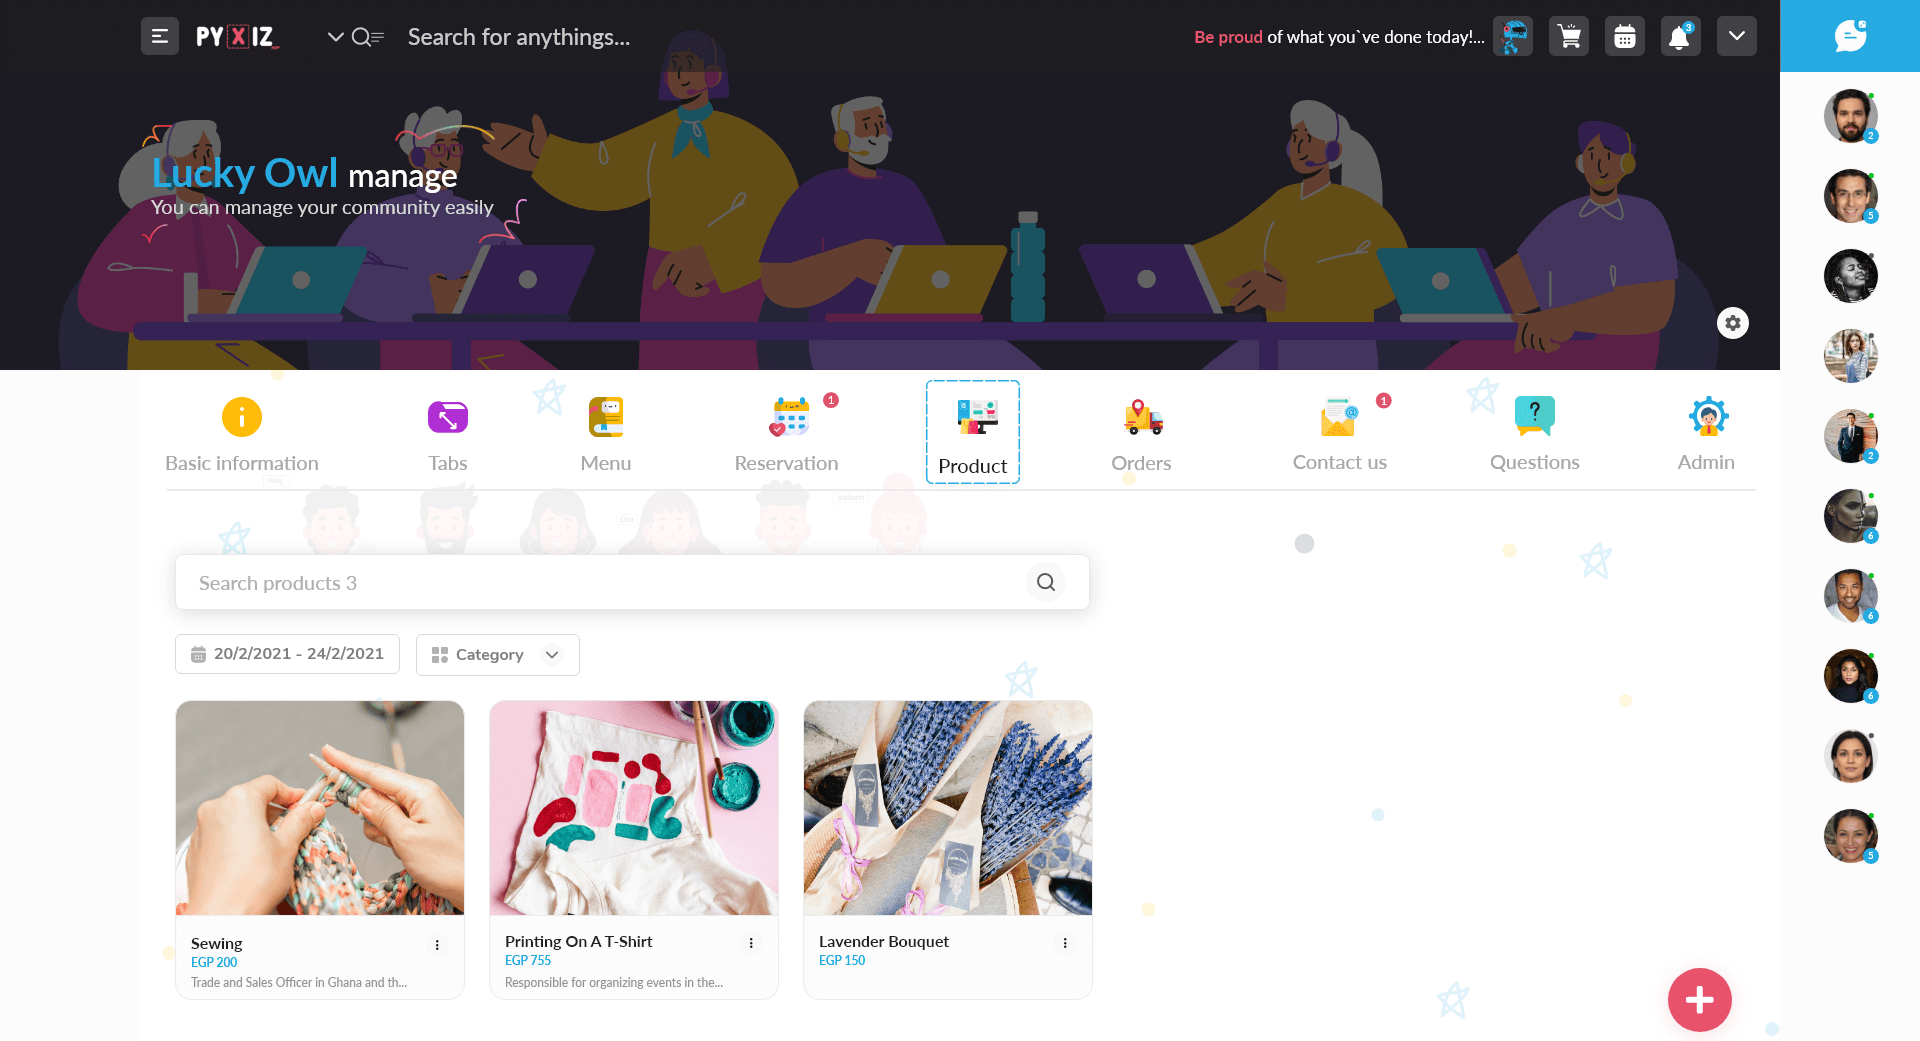 PYXIZ
Search for anythings...
Be proud of what you`ve done today!...
3
Lucky Owl manage
You can manage your community easily
Basic information
Tabs
Menu
1
Reservation
Product
Orders
1
Contact us
?
Questions
Admin
Hej
Ola
Search products 3
20/2/2021 - 24/2/2021
Category
Sewing
EGP 200
Trade and Sales Officer in Ghana and th...
Printing On A T-Shirt
EGP 755
Responsible for organizing events in the...
Lavender Bouquet
EGP 150
2
5
2
6
6
6
5